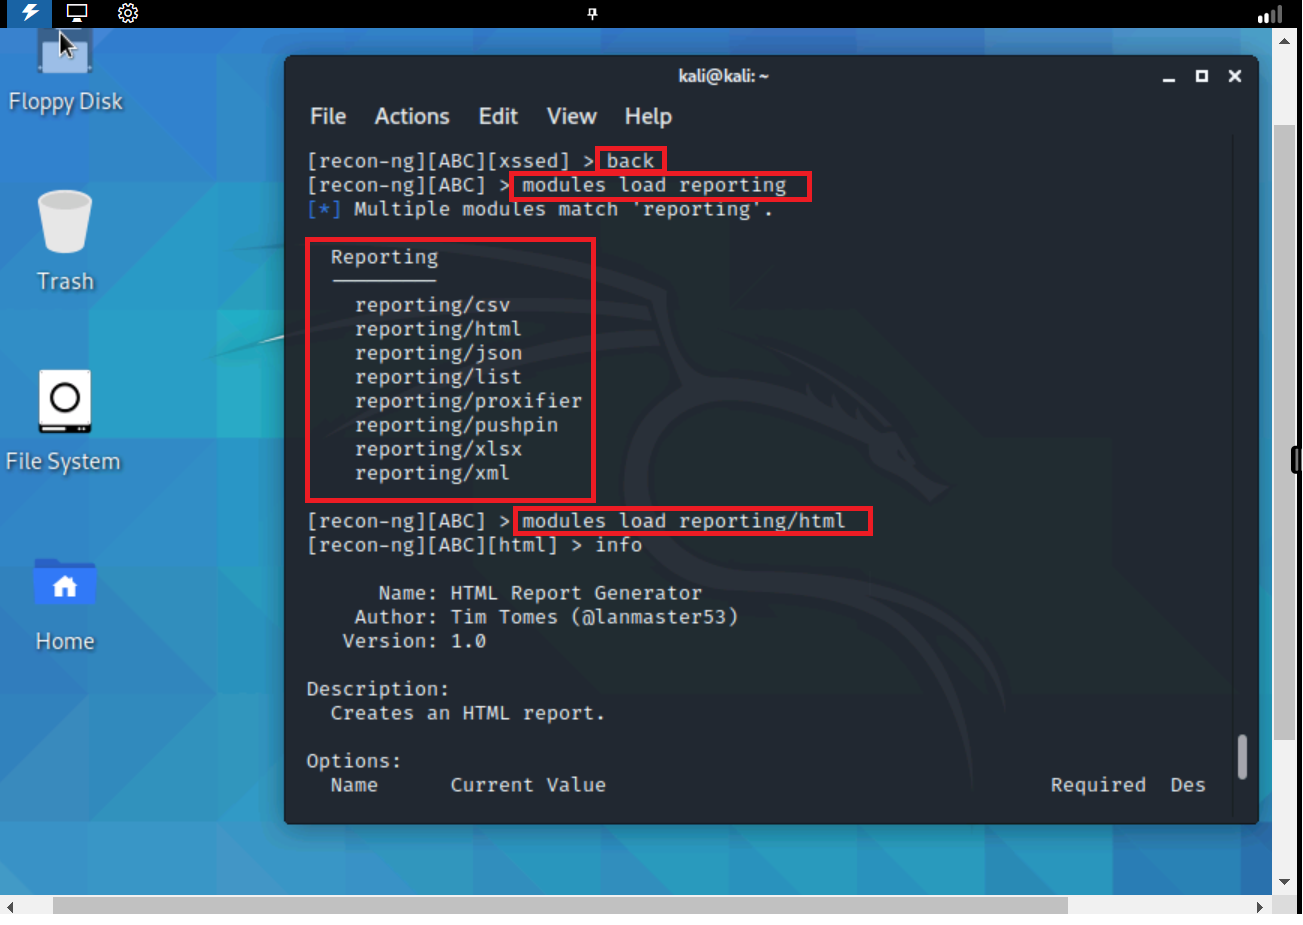 Floppy Disk
Trash
File System
Home
kali@kali: ~
File Actions Edit View Help
[recon-ng][ABC][xssed] > back
[recon-ng][ABC] > modules load reporting
[*] Multiple modules match 'reporting'.
Reporting
reporting/csv
reporting/html
reporting/json
reporting/list
reporting/proxifier
reporting/pushpin
reporting/xlsx
reporting/xml
[recon-ng][ABC] > modules load reporting/html
[recon-ng][ABC][html] > info
Name: HTML Report Generator
Author: Tim Tomes (@lanmaster53)
Version: 1.0
Description:
Creates an HTML report.
Options:
Name Current Value Required Des